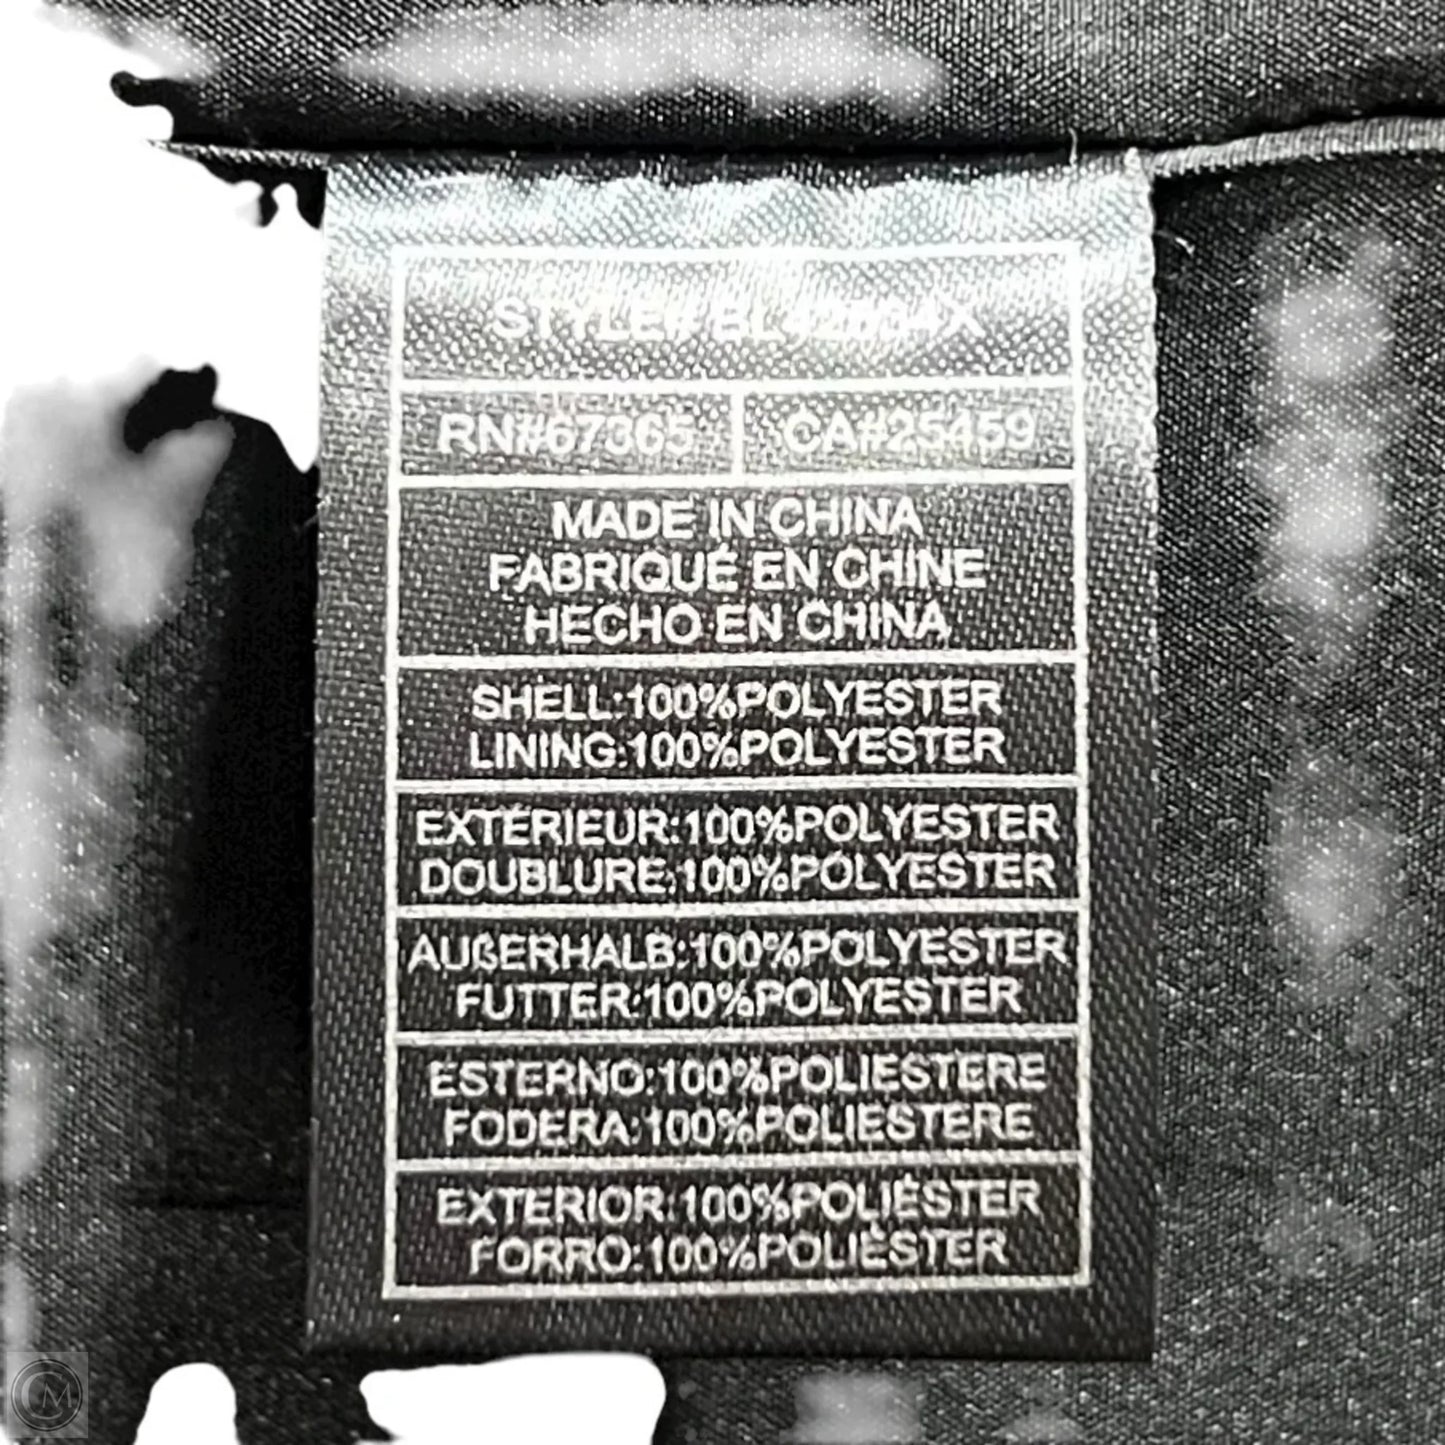 STYLE#
RN#67365 CA#25459
MADE IN CHINA
FABRIQUÉ EN CHINE
HECHO EN CHINA
SHELL:100%POLYESTER
LINING:100%POLYESTER
EXTÉRIEUR:100%POLYESTER
DOUBLURE:100%POLYESTER
AUßERHALB:100%POLYESTER
FUTTER:100%POLYESTER
ESTERNO:100%POLIESTERE
FODERA:100%POLIESTERE
EXTERIOR:100%POLIÉSTER
FORRO:100%POLIÉSTER
CM